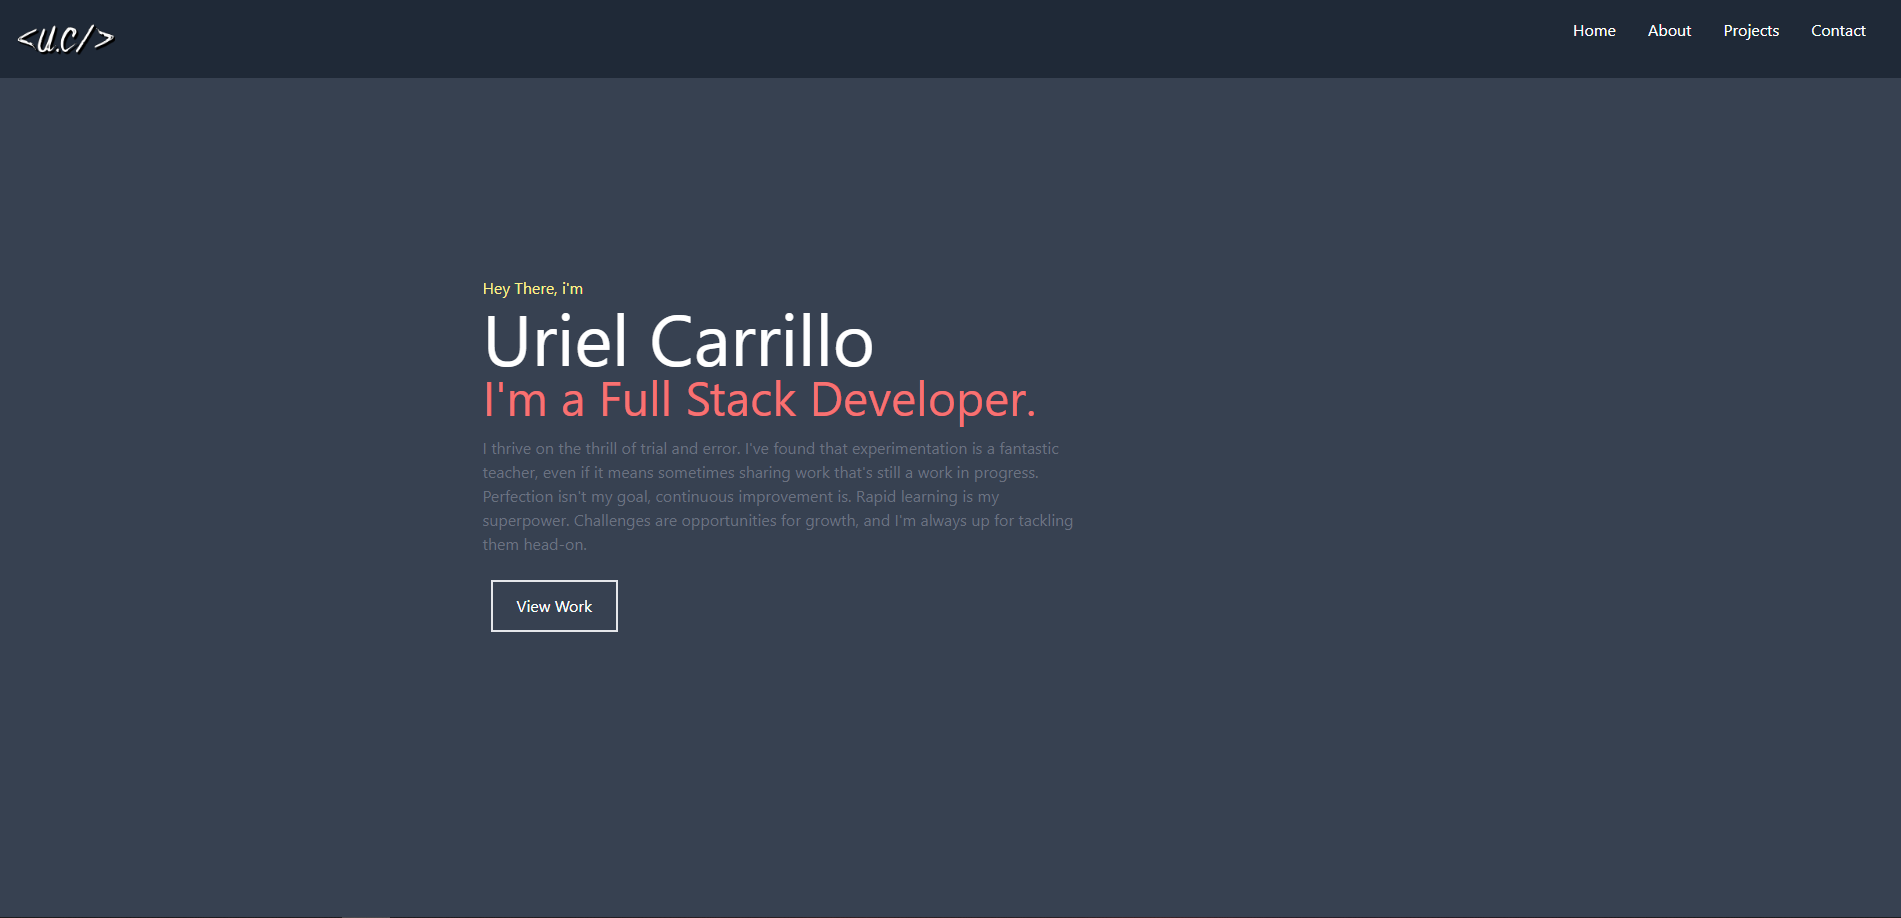 <U.C/>
Home About Projects Contact
Hey There, i'm
Uriel Carrillo
I'm a Full Stack Developer.
I thrive on the thrill of trial and error. I've found that experimentation is a fantastic
teacher, even if it means sometimes sharing work that's still a work in progress.
Perfection isn't my goal, continuous improvement is. Rapid learning is my
superpower. Challenges are opportunities for growth, and I'm always up for tackling
them head-on.
View Work